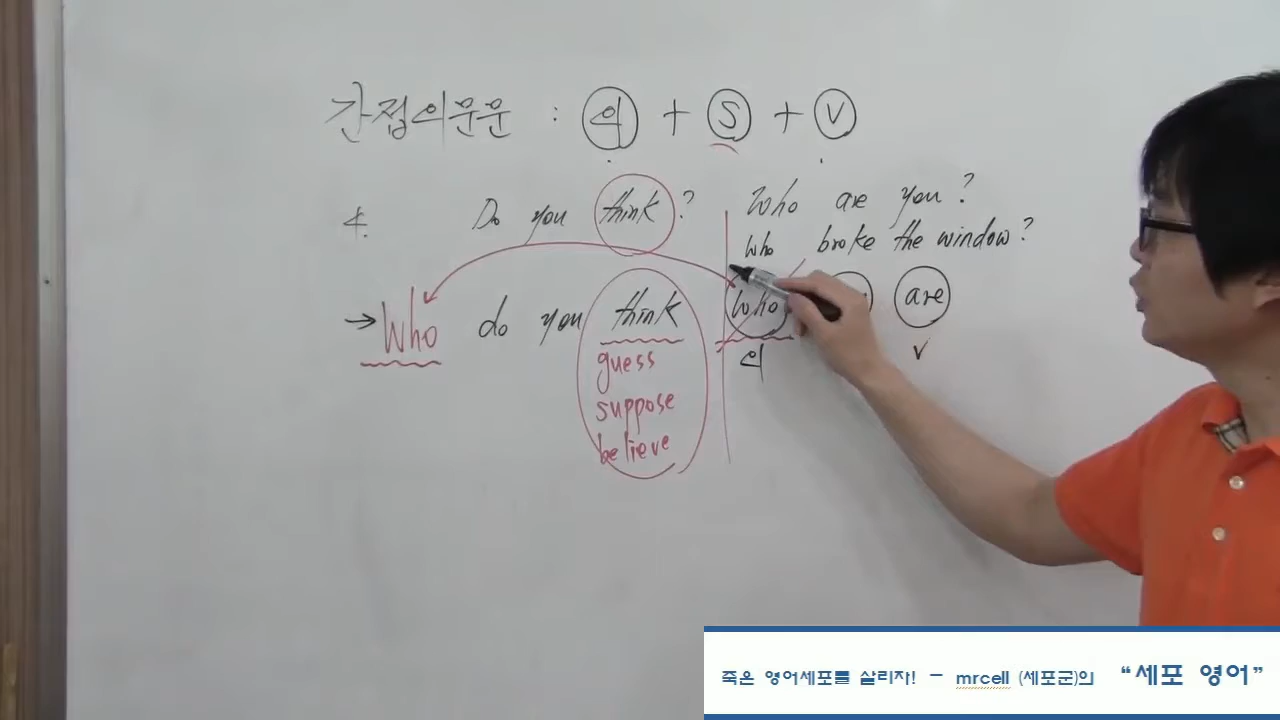 간접의문문 : 의 + S + V
4. Do you think? Who are you?
who broke the window?
→ Who do you think who are
guess 의 V
suppose
believe
죽은 영어세포를 살리자! - mrcell (세포군)의 "세포 영어"